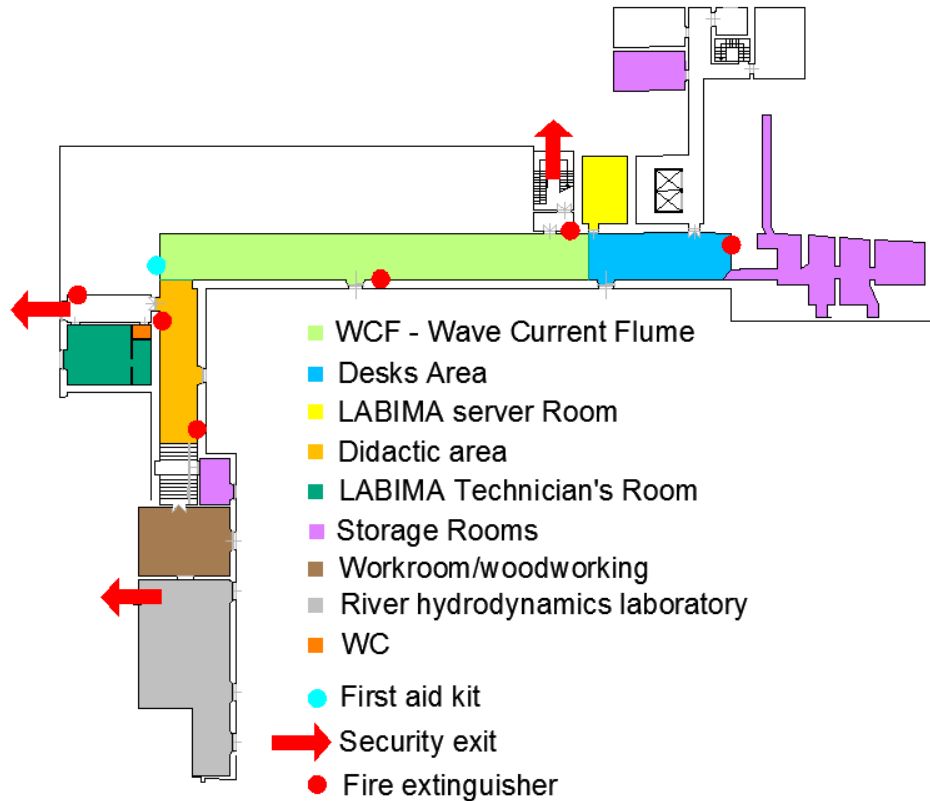 WCF - Wave Current Flume
Desks Area
LABIMA server Room
Didactic area
LABIMA Technician's Room
Storage Rooms
Workroom/woodworking
River hydrodynamics laboratory
WC
First aid kit
Security exit
Fire extinguisher